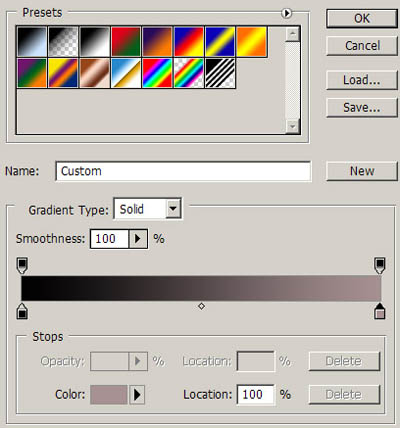 Presets
OK
Cancel
Load...
Save...
Name: Custom New
Gradient Type: Solid
Smoothness: 100 %
Stops
Opacity: % Location: % Delete
Color: Location: 100 % Delete